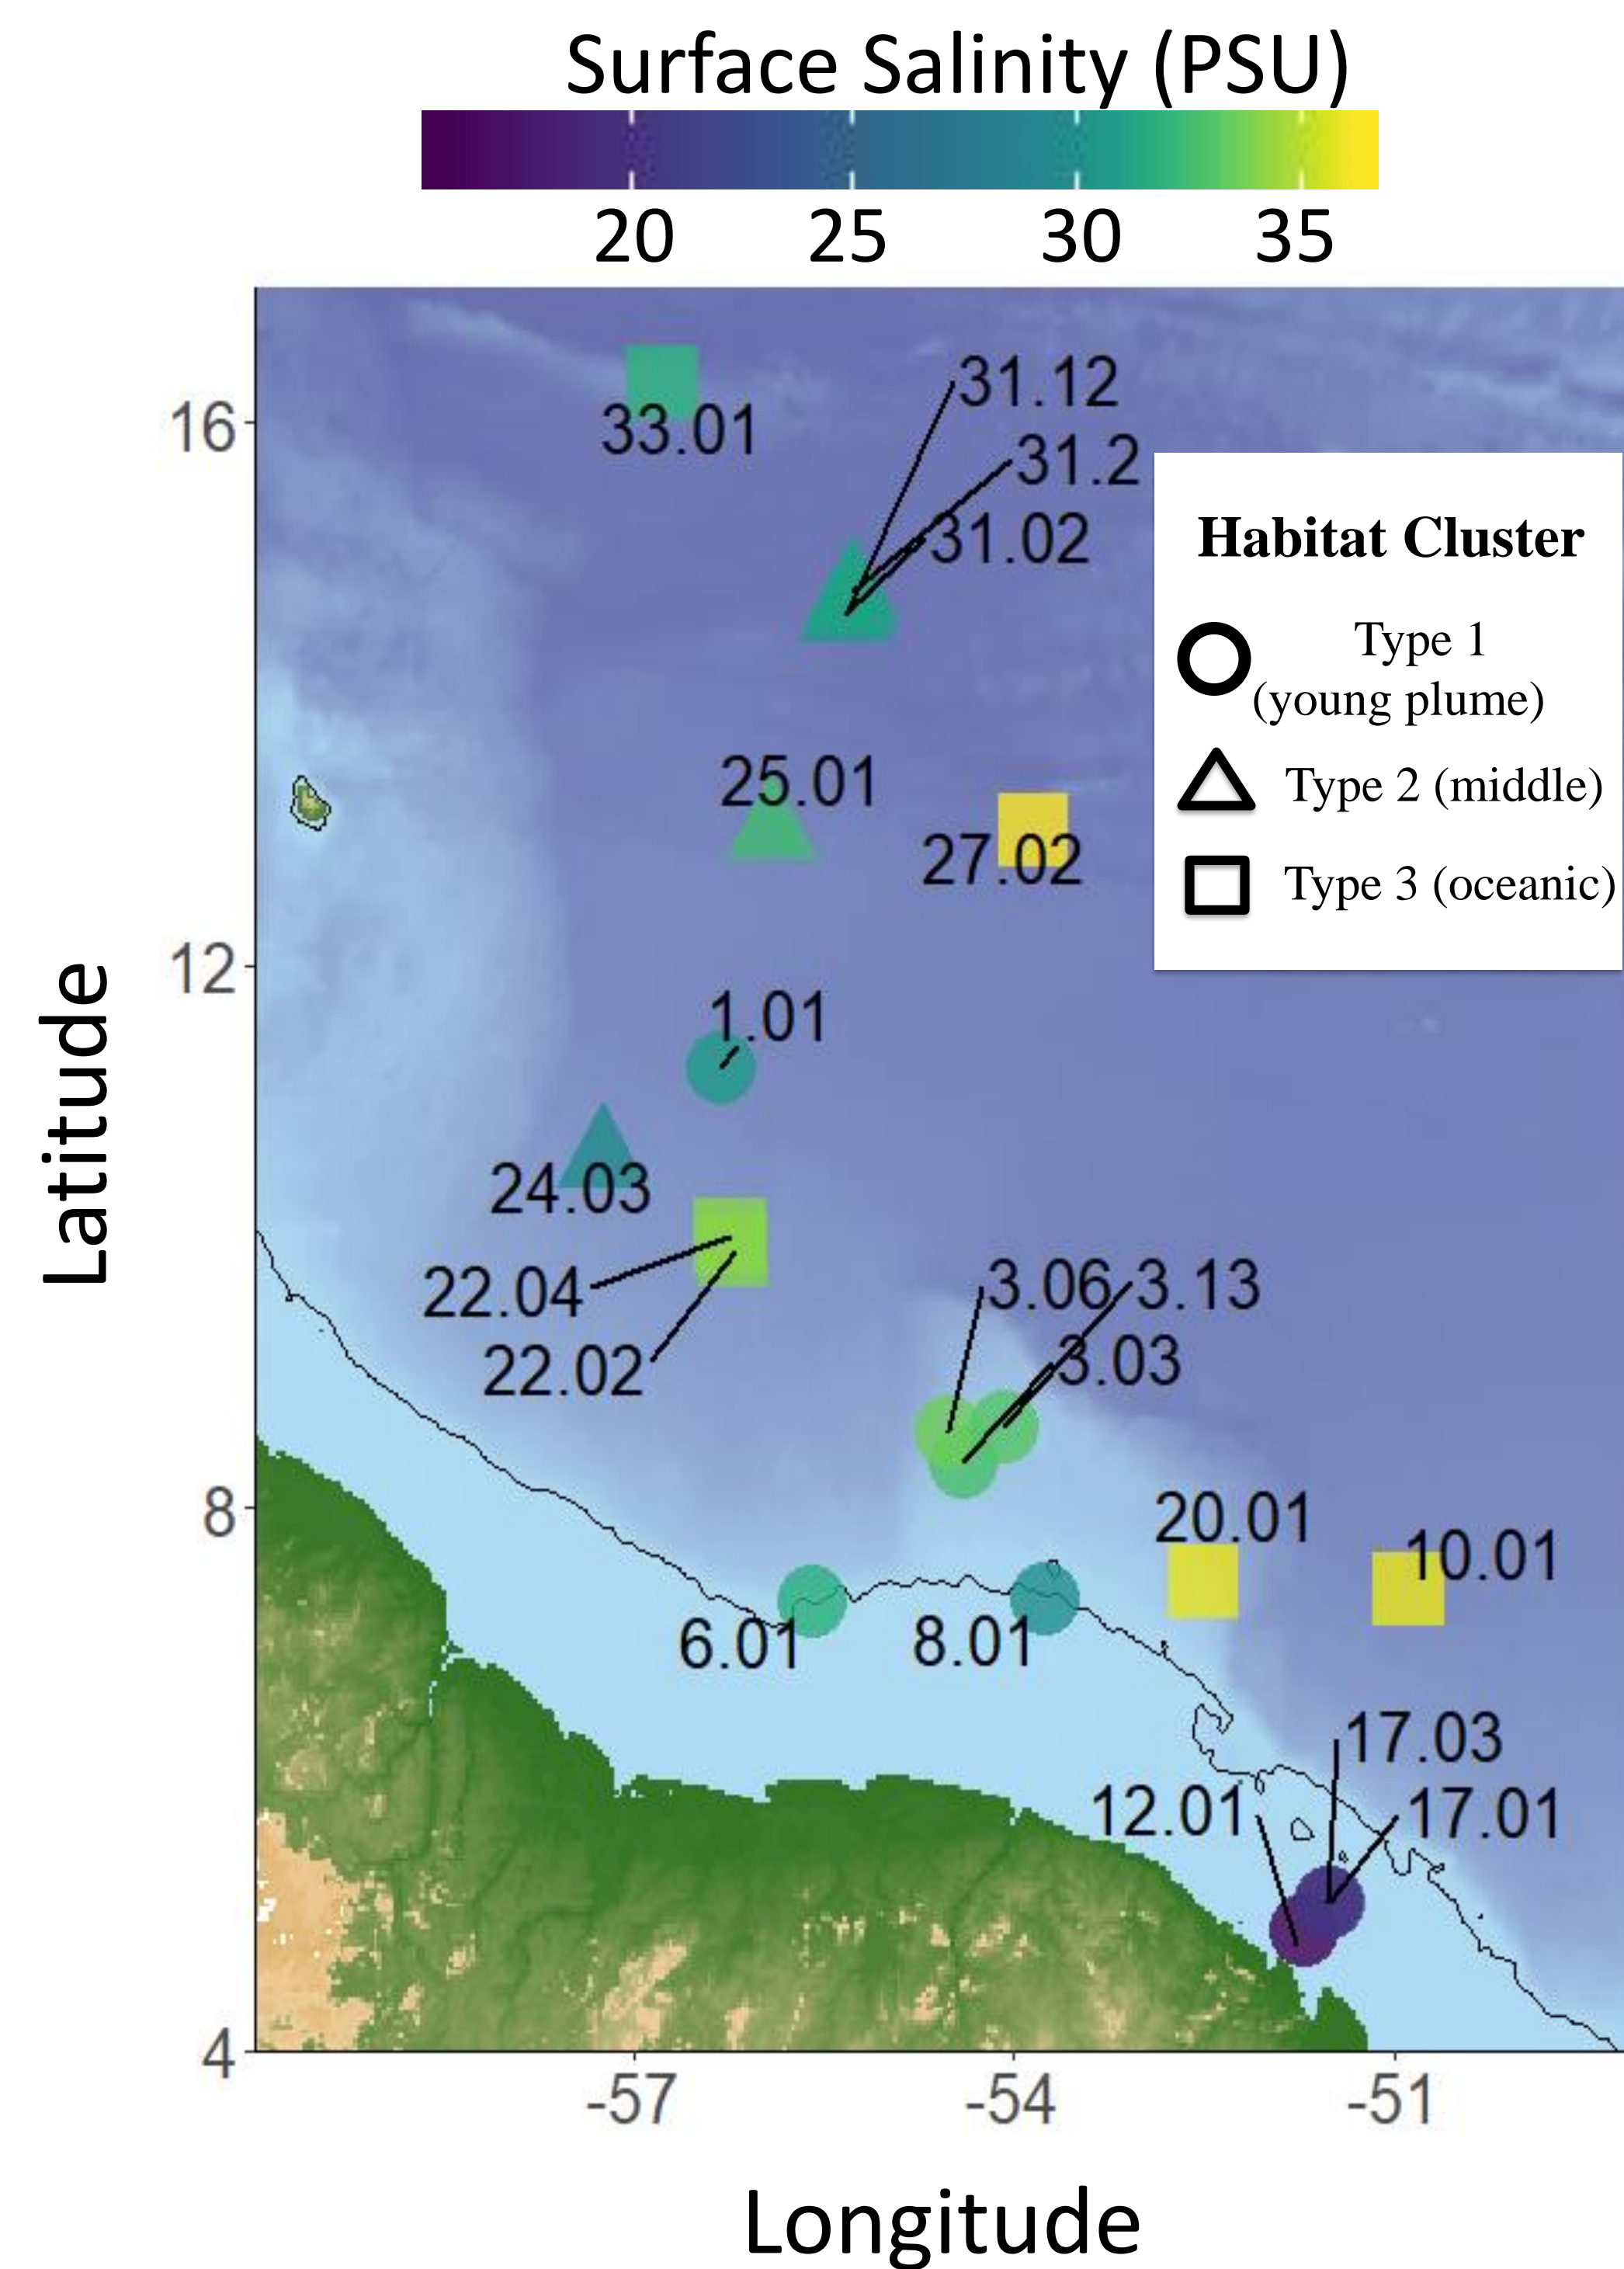 Surface Salinity (PSU)
20 25 30 35
31.12
33.01
16
31.2
31.02
Habitat Cluster
Type 1
(young plume)
Type 2 (middle)
Type 3 (oceanic)
25.01
27.02
12
1.01
Latitude
24.03
22.04
3.06 3.13
22.02
3.03
8
20.01
10.01
6.01
8.01
17.03
12.01
17.01
4
-57 -54 -51
Longitude